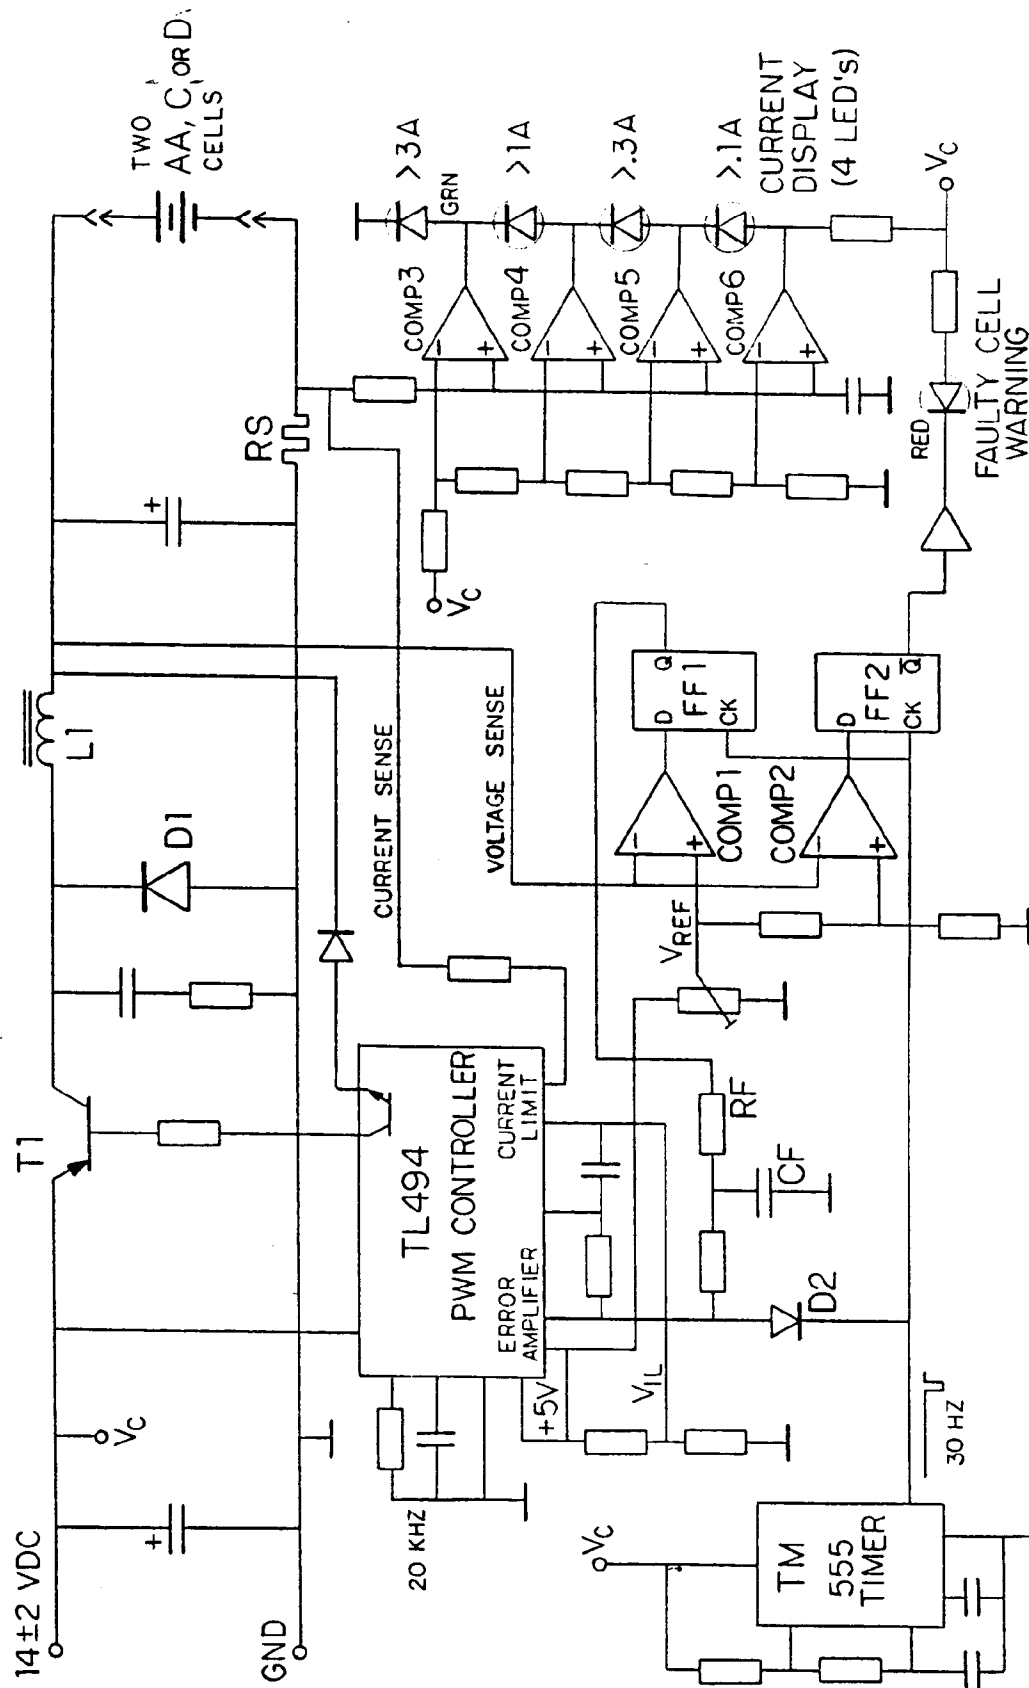 14±2 VDC
GND
VC
T1
D1
L1
RS
+
+
TWO
AA, C, OR D
CELLS
20 KHZ
TL494
PWM CONTROLLER
ERROR
AMPLIFIER
CURRENT
LIMIT
+5V
VIL
CURRENT SENSE
VOLTAGE SENSE
VC
COMP3
-
+
COMP4
-
+
COMP5
-
+
COMP6
-
+
GRN
>3A
>1A
>.3A
>.1A
CURRENT
DISPLAY
(4 LED's)
VC
RED
FAULTY CELL
WARNING
VREF
RF
CF
D2
COMP1
-
+
COMP2
-
+
D
Q
FF1
CK
D
Q̅
FF2
CK
VC
TM
555
TIMER
30 HZ